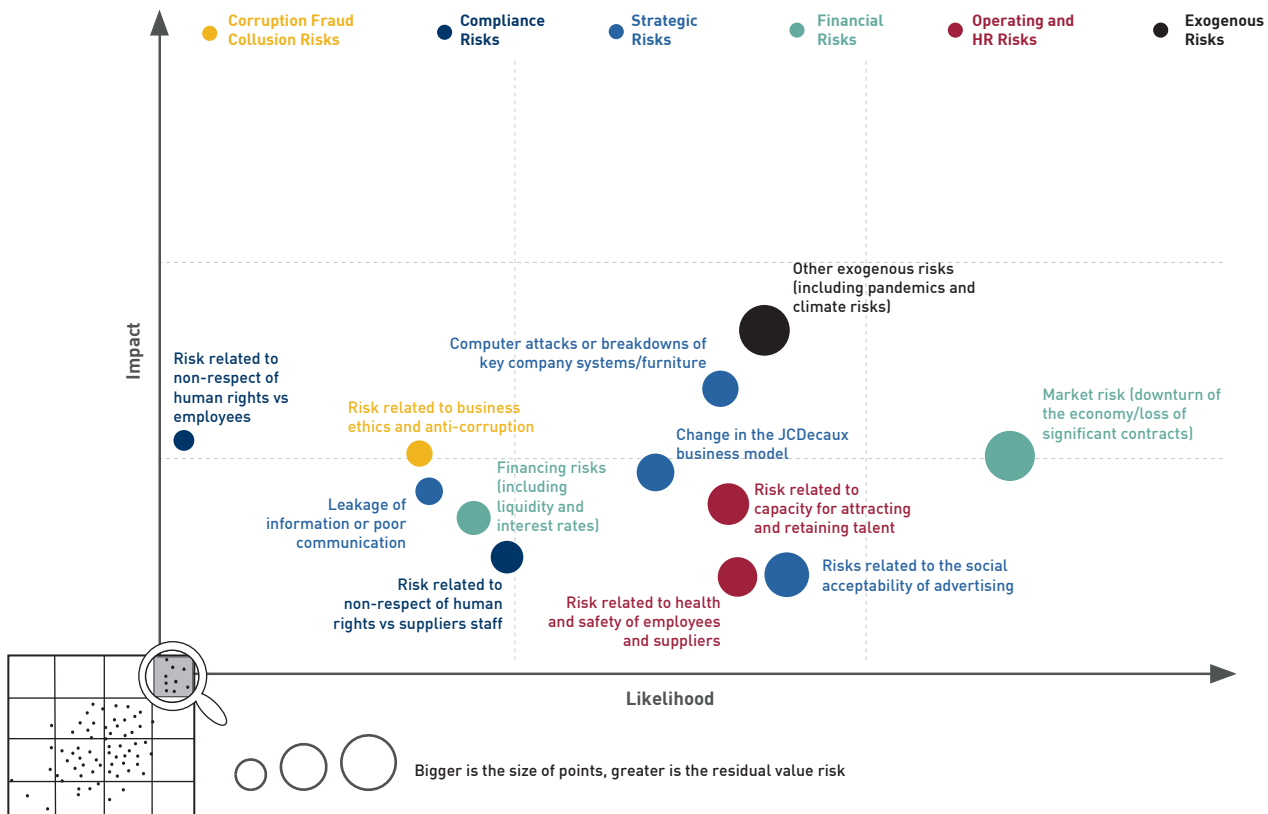 Corruption Fraud
Collusion Risks
Compliance
Risks
Strategic
Risks
Financial
Risks
Operating and
HR Risks
Exogenous
Risks
Impact
Other exogenous risks
(including pandemics and
climate risks)
Computer attacks or breakdowns of
key company systems/furniture
Risk related to
non-respect of
human rights vs
employees
Market risk (downturn of
the economy/loss of
significant contracts)
Risk related to business
ethics and anti-corruption
Change in the JCDecaux
business model
Financing risks
(including
liquidity and
interest rates)
Risk related to
capacity for attracting
and retaining talent
Leakage of
information or poor
communication
Risks related to the social
acceptability of advertising
Risk related to
non-respect of human
rights vs suppliers staff
Risk related to health
and safety of employees
and suppliers
Likelihood
Bigger is the size of points, greater is the residual value risk